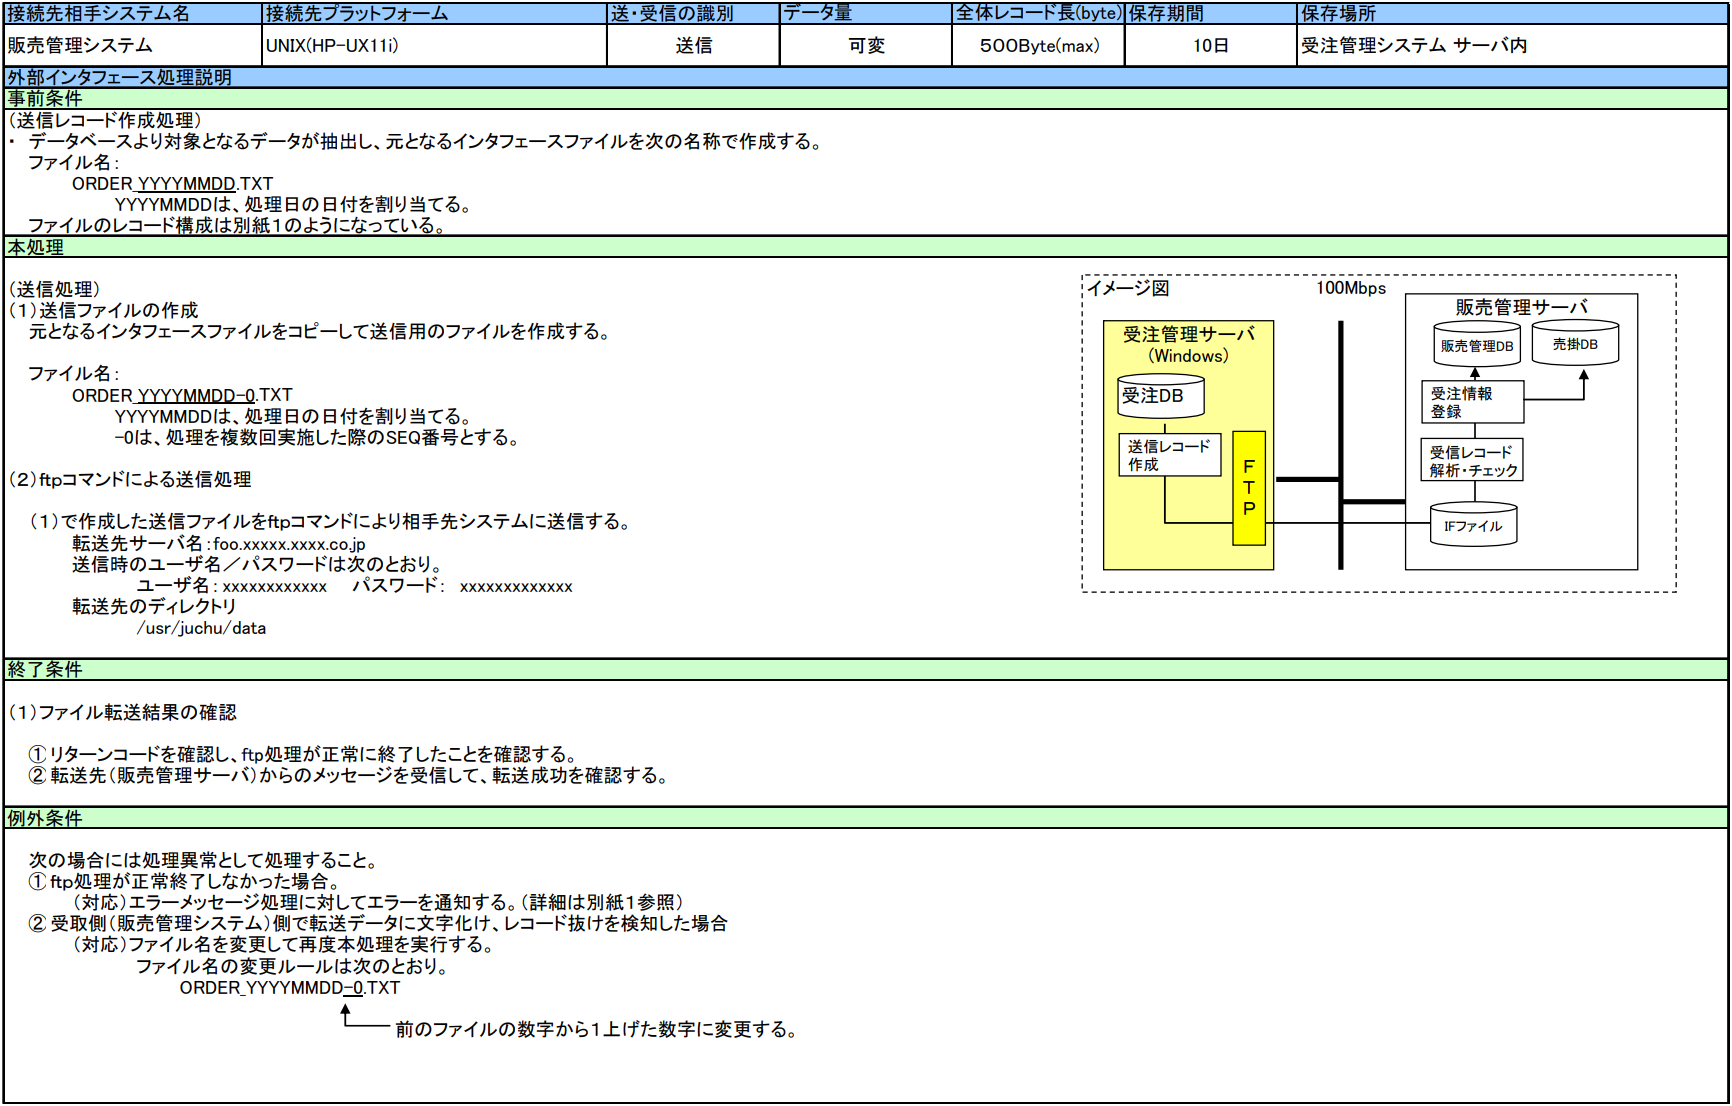 接続先相手システム名 接続先プラットフォーム 送・受信の識別 データ量 全体レコード長(byte) 保存期間 保存場所
販売管理システム UNIX(HP-UX11i) 送信 可変 500Byte(max) 10日 受注管理システム サーバ内
外部インタフェース処理説明
事前条件
(送信レコード作成処理)
・ データベースより対象となるデータが抽出し、元となるインタフェースファイルを次の名称で作成する。
ファイル名:
ORDER_YYYYMMDD.TXT
YYYYMMDDは、処理日の日付を割り当てる。
ファイルのレコード構成は別紙1のようになっている。
本処理
(送信処理)
(1)送信ファイルの作成
元となるインタフェースファイルをコピーして送信用のファイルを作成する。
ファイル名:
ORDER_YYYYMMDD-0.TXT
YYYYMMDDは、処理日の日付を割り当てる。
-0は、処理を複数回実施した際のSEQ番号とする。
(2)ftpコマンドによる送信処理
(1)で作成した送信ファイルをftpコマンドにより相手先システムに送信する。
転送先サーバ名:foo.xxxxx.xxxx.co.jp
送信時のユーザ名/パスワードは次のとおり。
ユーザ名:xxxxxxxxxxxx パスワード: xxxxxxxxxxxxx
転送先のディレクトリ
/usr/juchu/data
イメージ図
100Mbps
受注管理サーバ
(Windows)
受注DB
送信レコード
作成
F
T
P
販売管理サーバ
販売管理DB
売掛DB
受注情報
登録
受信レコード
解析・チェック
IFファイル
終了条件
(1)ファイル転送結果の確認
①リターンコードを確認し、ftp処理が正常に終了したことを確認する。
②転送先(販売管理サーバ)からのメッセージを受信して、転送成功を確認する。
例外条件
次の場合には処理異常として処理すること。
①ftp処理が正常終了しなかった場合。
(対応)エラーメッセージ処理に対してエラーを通知する。(詳細は別紙1参照)
②受取側(販売管理システム)側で転送データに文字化け、レコード抜けを検知した場合
(対応)ファイル名を変更して再度本処理を実行する。
ファイル名の変更ルールは次のとおり。
ORDER_YYYYMMDD-0.TXT
前のファイルの数字から1上げた数字に変更する。